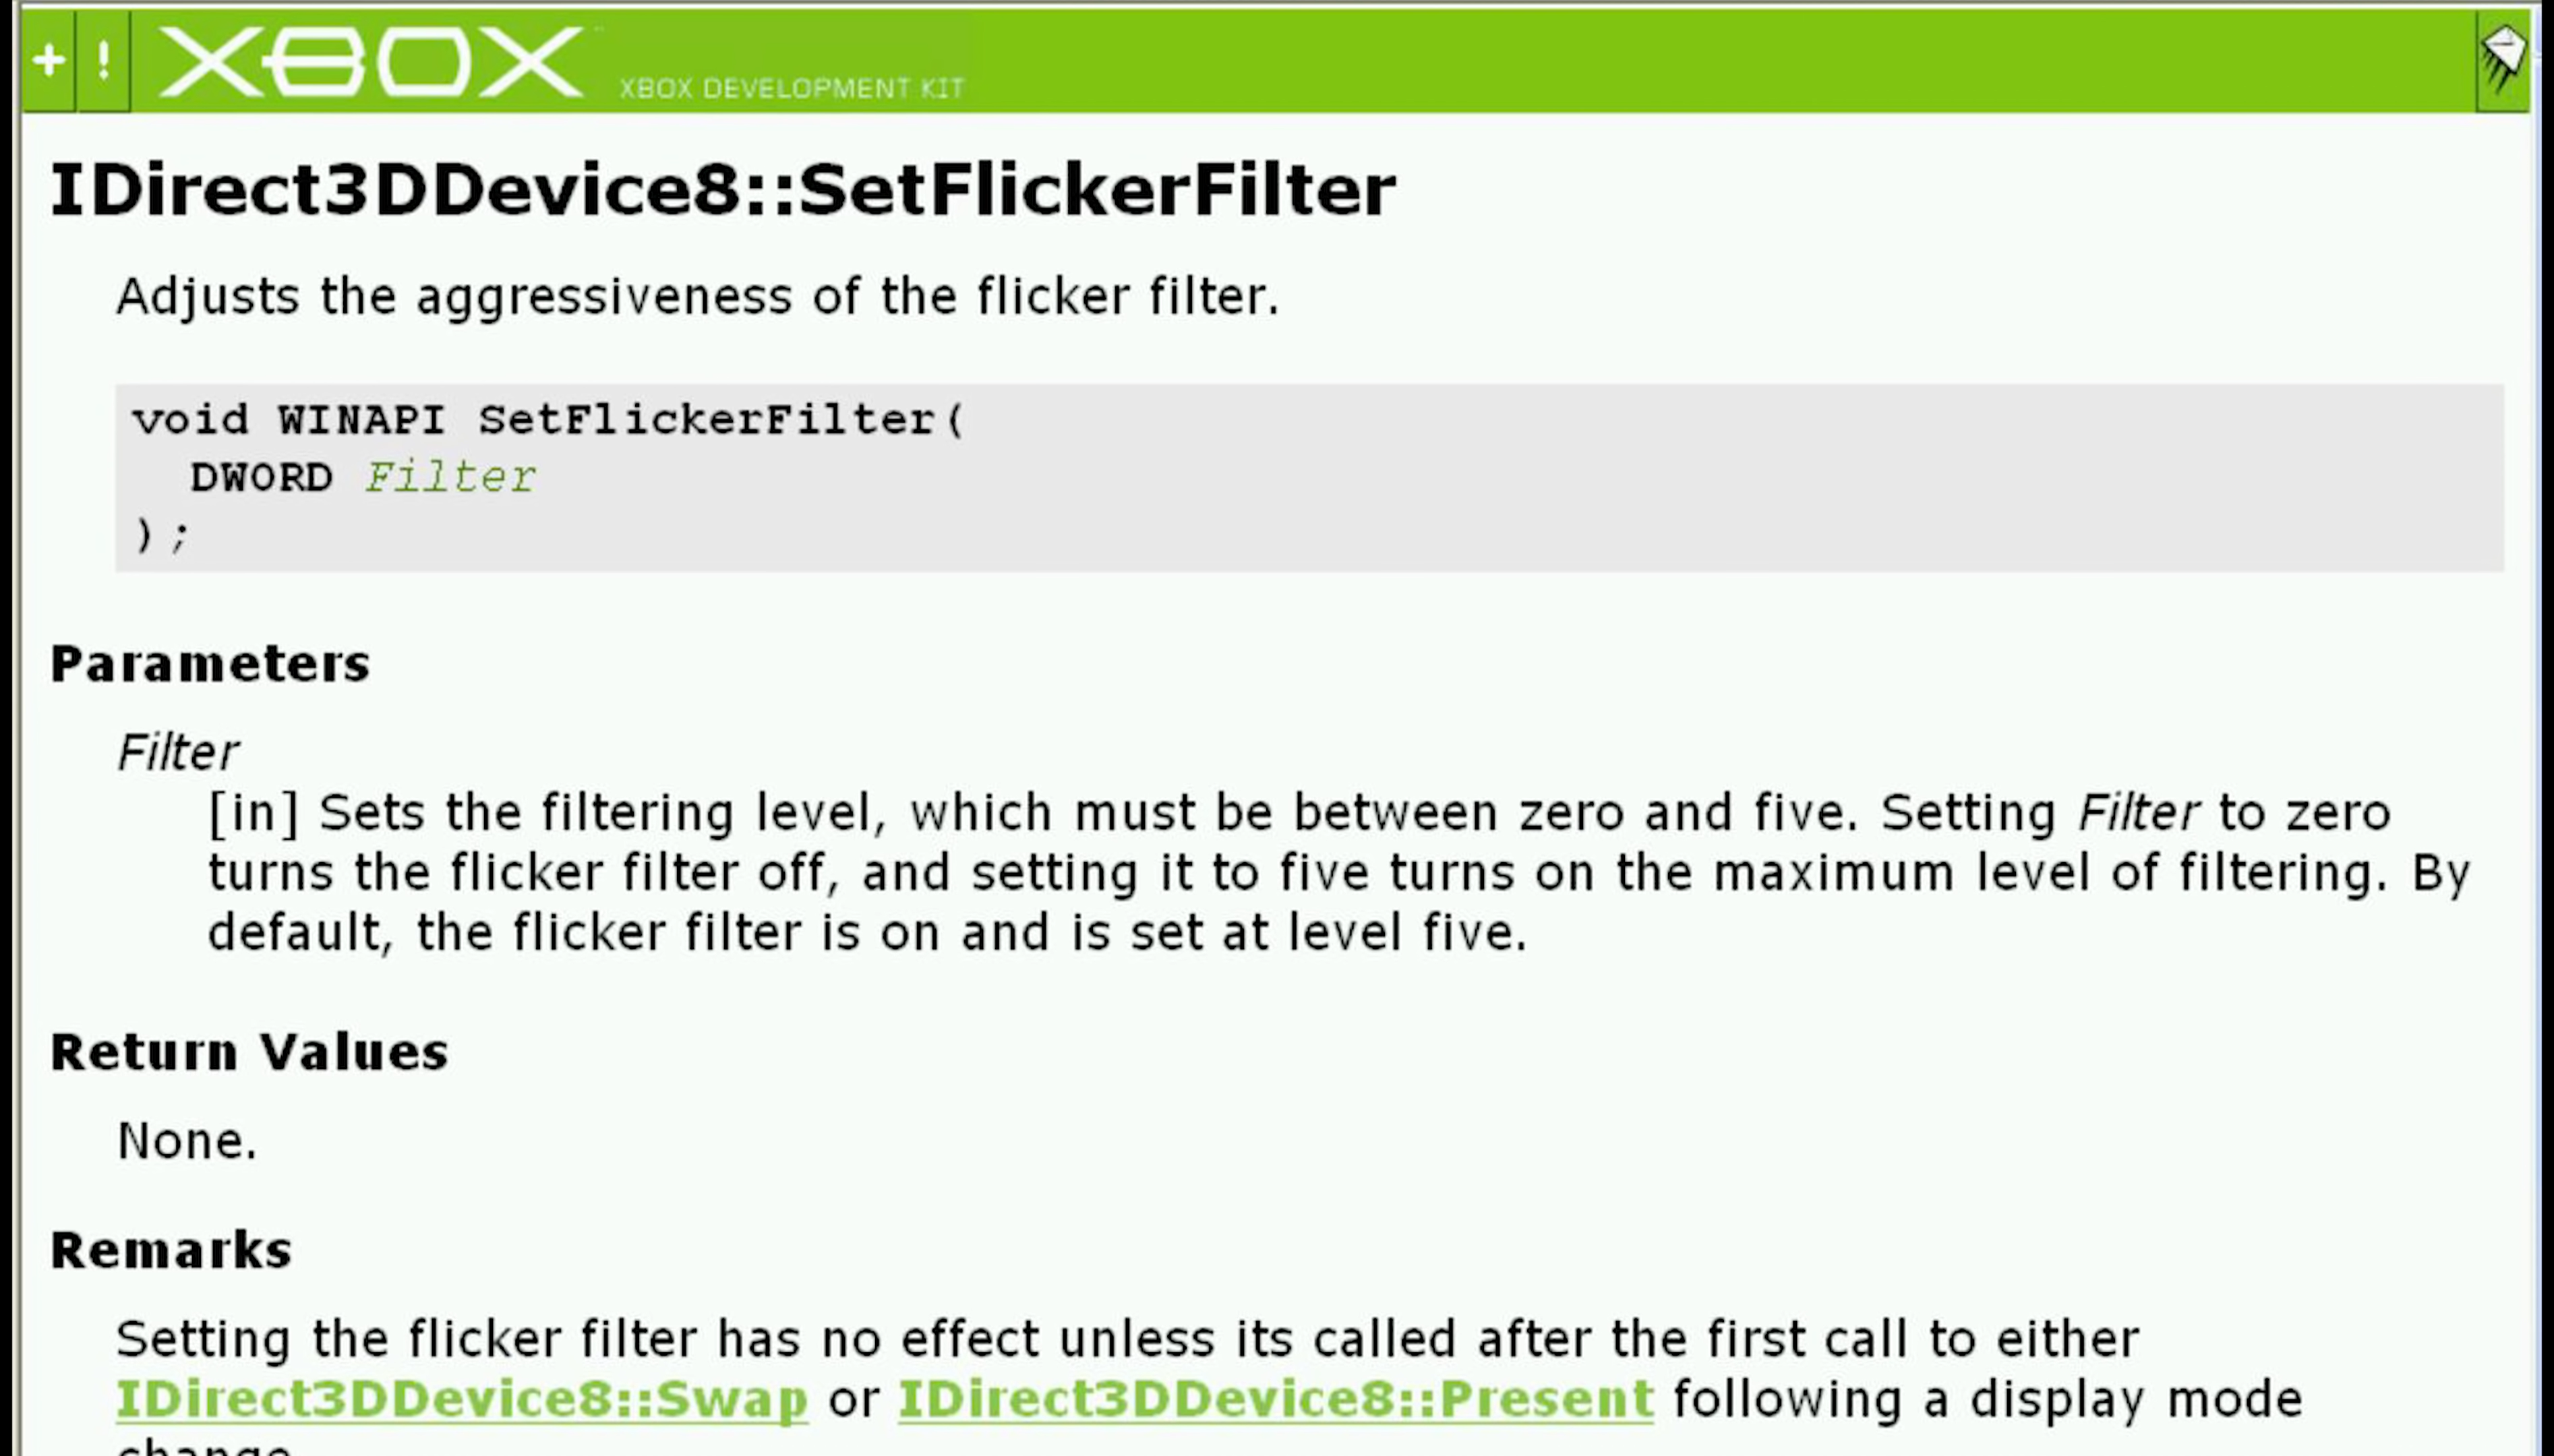 + ! XBOX XBOX DEVELOPMENT KIT
IDirect3DDevice8::SetFlickerFilter
Adjusts the aggressiveness of the flicker filter.
void WINAPI SetFlickerFilter(
DWORD Filter
);
Parameters
Filter
[in] Sets the filtering level, which must be between zero and five. Setting Filter to zero
turns the flicker filter off, and setting it to five turns on the maximum level of filtering. By
default, the flicker filter is on and is set at level five.
Return Values
None.
Remarks
Setting the flicker filter has no effect unless its called after the first call to either
IDirect3DDevice8::Swap or IDirect3DDevice8::Present following a display mode
change